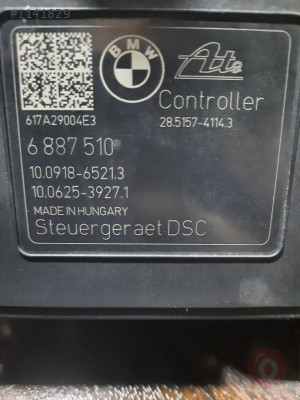 #1141829
BMW
Ate
Controller
617A29004E3
28.5157-4114.3
6 887 510
10.0918-6521.3
10.0625-3927.1
MADE IN HUNGARY
Steuergeraet DSC